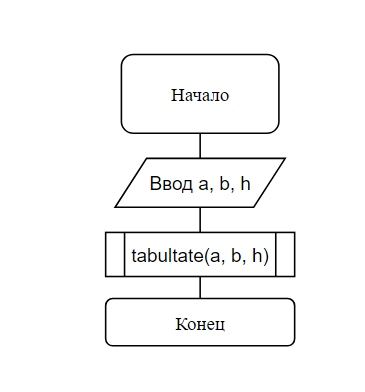 Начало
Ввод a, b, h
tabultate(a, b, h)
Конец